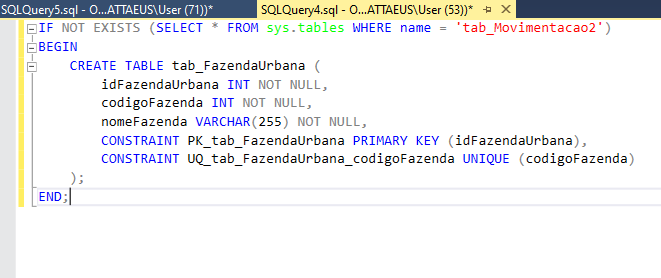 SQLQuery5.sql - O...ATTAEUS\User (71))* SQLQuery4.sql - O...ATTAEUS\User (53))*
IF NOT EXISTS (SELECT * FROM sys.tables WHERE name = 'tab_Movimentacao2')
BEGIN
CREATE TABLE tab_FazendaUrbana (
idFazendaUrbana INT NOT NULL,
codigoFazenda INT NOT NULL,
nomeFazenda VARCHAR(255) NOT NULL,
CONSTRAINT PK_tab_FazendaUrbana PRIMARY KEY (idFazendaUrbana),
CONSTRAINT UQ_tab_FazendaUrbana_codigoFazenda UNIQUE (codigoFazenda)
);
END;